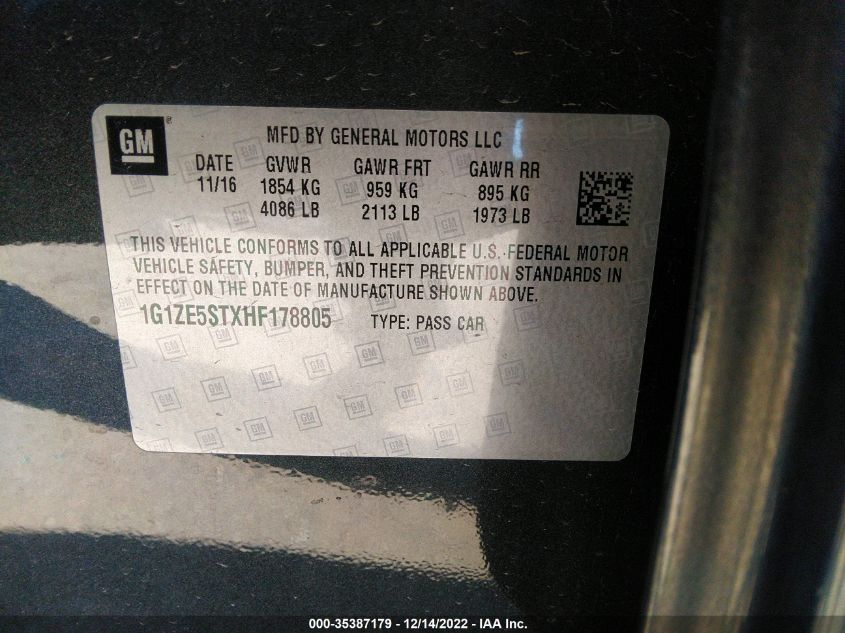 GM ®
MFD BY GENERAL MOTORS LLC
DATE GVWR GAWR FRT GAWR RR
11/16 1854 KG 959 KG 895 KG
4086 LB 2113 LB 1973 LB
THIS VEHICLE CONFORMS TO ALL APPLICABLE U.S. FEDERAL MOTOR
VEHICLE SAFETY, BUMPER, AND THEFT PREVENTION STANDARDS IN
EFFECT ON THE DATE OF MANUFACTURE SHOWN ABOVE.
1G1ZE5STXHF178805 TYPE: PASS CAR
000-35387179 - 12/14/2022 - IAA Inc.